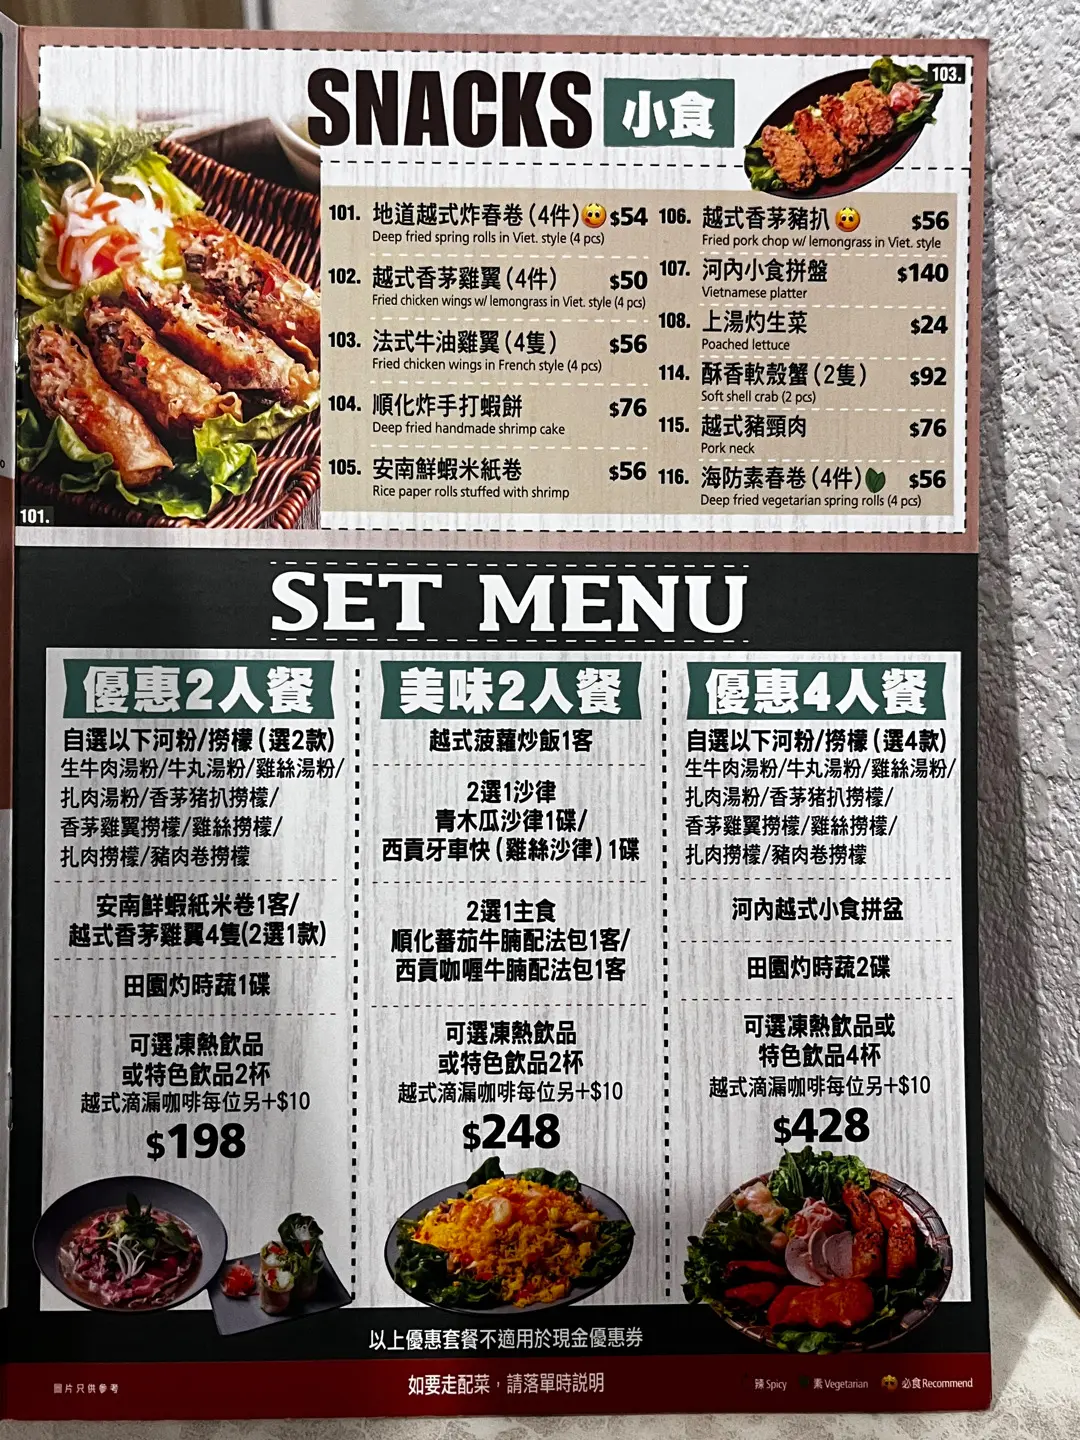 SNACKS 小食
103.
101. 地道越式炸春卷 (4件) $54
Deep fried spring rolls in Viet. style (4 pcs)
102. 越式香茅雞翼 (4件) $50
Fried chicken wings w/ lemongrass in Viet. style (4 pcs)
103. 法式牛油雞翼 (4隻) $56
Fried chicken wings in French style (4 pcs)
104. 順化炸手打蝦餅 $76
Deep fried handmade shrimp cake
105. 安南鮮蝦米紙卷 $56
Rice paper rolls stuffed with shrimp
106. 越式香茅豬扒 $56
Fried pork chop w/ lemongrass in Viet. style
107. 河內小食拼盤 $140
Vietnamese platter
108. 上湯灼生菜 $24
Poached lettuce
114. 酥香軟殼蟹 (2隻) $92
Soft shell crab (2 pcs)
115. 越式豬頸肉 $76
Pork neck
116. 海防素春卷 (4件) $56
Deep fried vegetarian spring rolls (4 pcs)
101.
SET MENU
優惠2人餐
自選以下河粉/撈檬 (選2款)
生牛肉湯粉/牛丸湯粉/雞絲湯粉/
扎肉湯粉/香茅猪扒撈檬/
香茅雞翼撈檬/雞絲撈檬/
扎肉撈檬/豬肉卷撈檬
安南鮮蝦紙米卷1客/
越式香茅雞翼4隻(2選1款)
田園灼時蔬1碟
可選凍熱飲品
或特色飲品2杯
越式滴漏咖啡每位另+$10
$198
美味2人餐
越式菠蘿炒飯1客
2選1沙律
青木瓜沙律1碟/
西貢牙車快 (雞絲沙律) 1碟
2選1主食
順化蕃茄牛腩配法包1客/
西貢咖喱牛腩配法包1客
可選凍熱飲品
或特色飲品2杯
越式滴漏咖啡每位另+$10
$248
優惠4人餐
自選以下河粉/撈檬 (選4款)
生牛肉湯粉/牛丸湯粉/雞絲湯粉/
扎肉湯粉/香茅猪扒撈檬/
香茅雞翼撈檬/雞絲撈檬/
扎肉撈檬/豬肉卷撈檬
河內越式小食拼盆
田園灼時蔬2碟
可選凍熱飲品或
特色飲品4杯
越式滴漏咖啡每位另+$10
$428
以上優惠套餐不適用於現金優惠券
圖片只供參考
如要走配菜，請落單時說明
辣 Spicy 素 Vegetarian 必食 Recommend